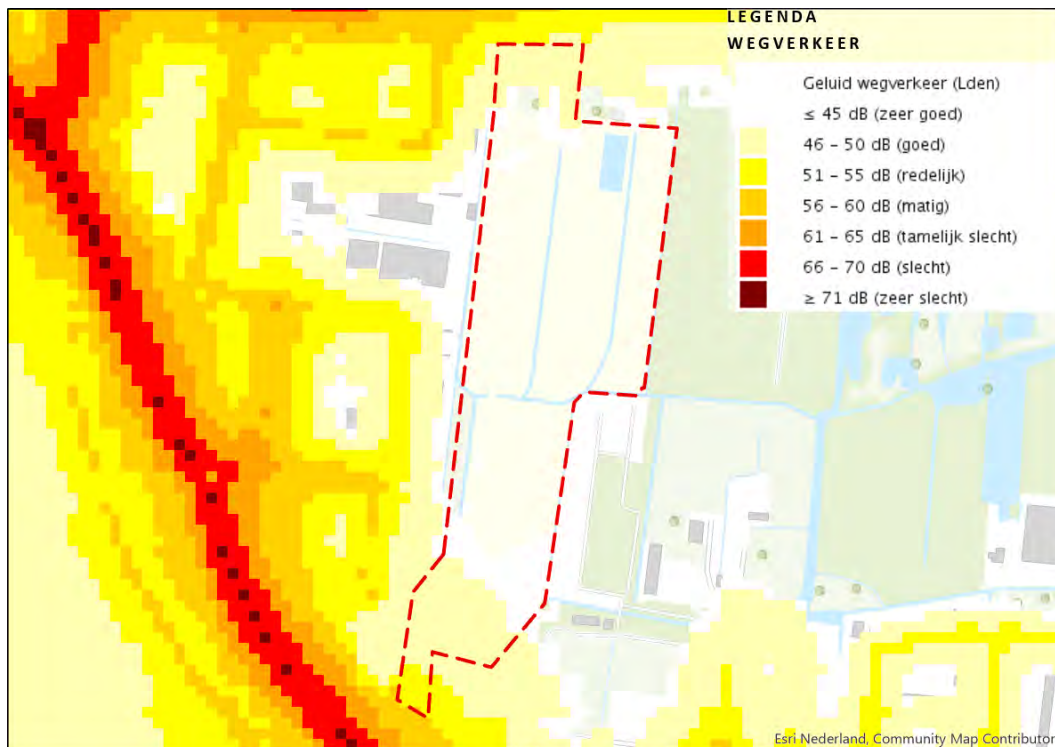 LEGENDA
WEGVERKEER
Geluid wegverkeer (Lden)
≤ 45 dB (zeer goed)
46 – 50 dB (goed)
51 – 55 dB (redelijk)
56 – 60 dB (matig)
61 – 65 dB (tamelijk slecht)
66 – 70 dB (slecht)
≥ 71 dB (zeer slecht)
Esri Nederland, Community Map Contributor